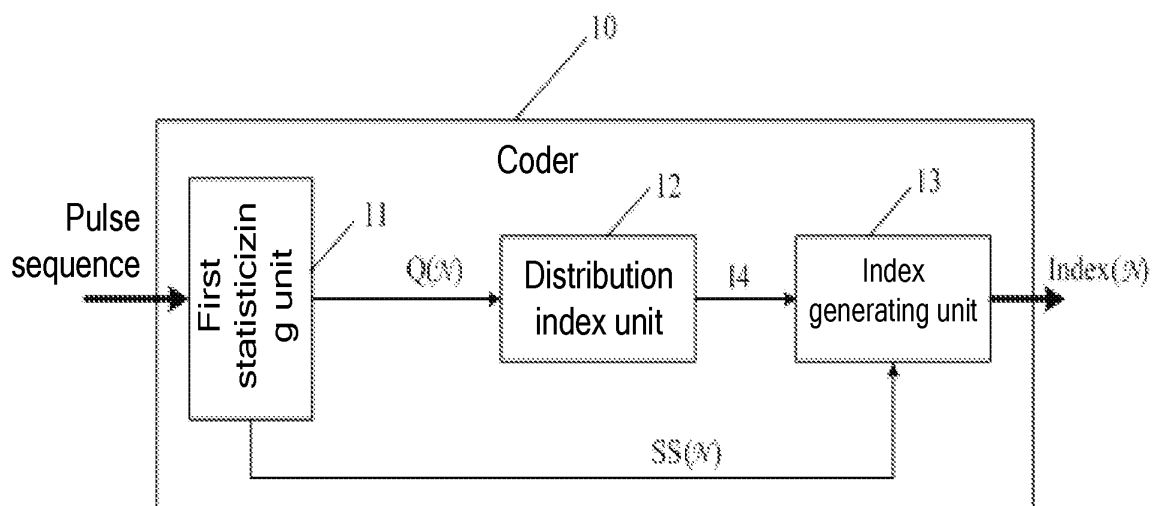 10
Coder
Pulse
sequence
First
statisticizin
g unit
11
Q(N)
12
Distribution
index unit
I4
13
Index
generating unit
Index(N)
SS(N)